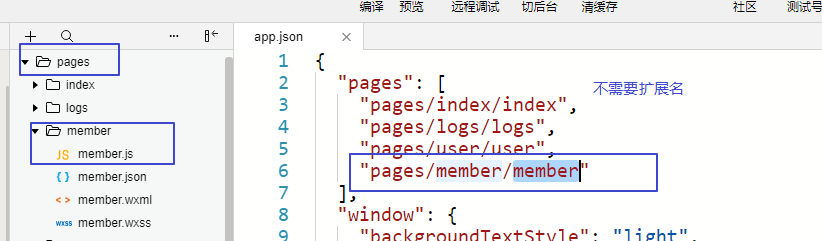 编译 预览 远程调试 切后台 清缓存 社区 测试号
app.json
pages
index
logs
member
JS member.js
{ } member.json
< > member.wxml
wxss member.wxss
1 {
2 "pages": [
不需要扩展名
3 "pages/index/index",
4 "pages/logs/logs",
5 "pages/user/user",
6 "pages/member/member"
7 ],
8 "window": {
9 "backgroundTextStyle": "light",